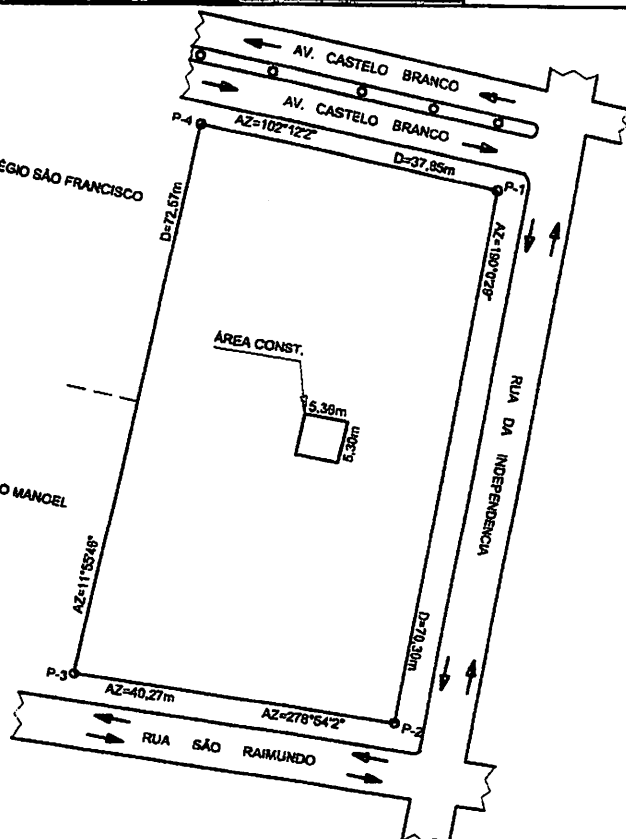 AV. CASTELO BRANCO
AV. CASTELO BRANCO
P-4
AZ=102°12'2"
D=37,85m
P-1
ÉGIO SÃO FRANCISCO
D=72,57m
AZ=190°0'29"
ÁREA CONST.
5,36m
5,30m
RUA DA INDEPENDENCIA
O MANOEL
AZ=11°55'46"
D=70,30m
P-3
AZ=40,27m
AZ=278°54'2"
P-2
RUA SÃO RAIMUNDO